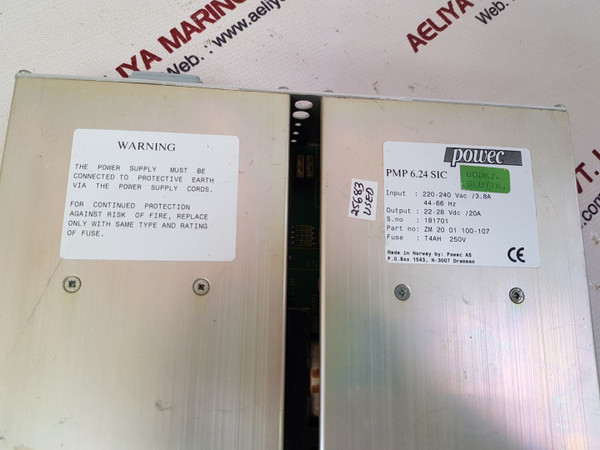 AELIYA MARINE
Web.: www.aeliya
AELIYA
Web.:
WARNING
THE POWER SUPPLY MUST BE
CONNECTED TO PROTECTIVE EARTH
VIA THE POWER SUPPLY CORDS.
FOR CONTINUED PROTECTION
AGAINST RISK OF FIRE, REPLACE
ONLY WITH SAME TYPE AND RATING
OF FUSE.
USED
powec
PMP 6.24 SIC
GODKJ.
SLUTTK.
Input : 220-240 Vac /3.8A
44-66 Hz
Output : 22-28 Vdc /20A
S.no : 181701
Part no: ZM 20 01 100-107
Fuse : T4AH 250V
Made in Norway by: Powec AS
P.O.Box 1543, N-3007 Drammen
CE